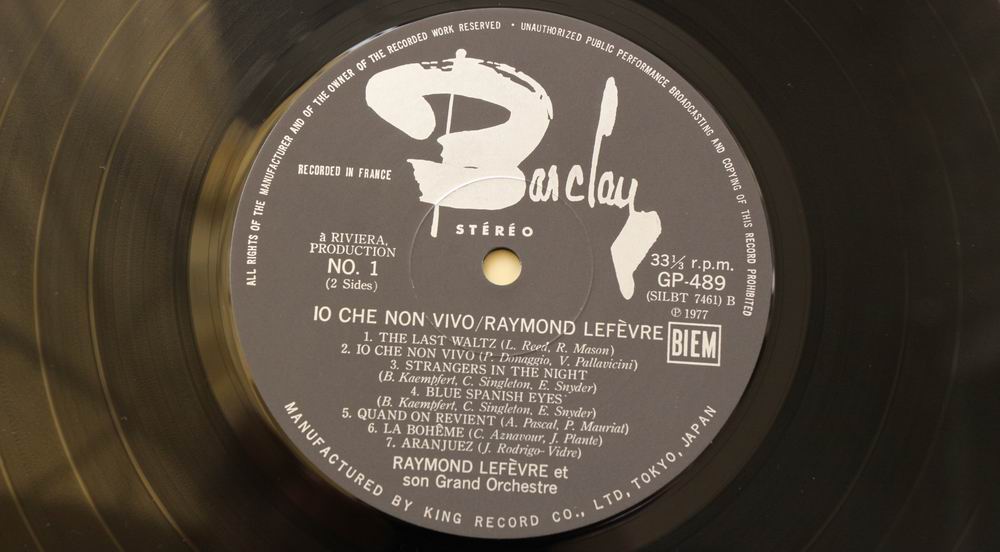 ALL RIGHTS OF THE MANUFACTURER AND OF THE OWNER OF THE RECORDED WORK RESERVED • UNAUTHORIZED PUBLIC PERFORMANCE BROADCASTING AND COPYING OF THIS RECORD PROHIBITED
Barclay
RECORDED IN FRANCE
STÉRÉO
à RIVIERA,
PRODUCTION
NO. 1
(2 Sides)
33⅓ r.p.m.
GP-489
(SILBT 7461) B
℗ 1977
BIEM
IO CHE NON VIVO/RAYMOND LEFÈVRE
1. THE LAST WALTZ (L. Reed, R. Mason)
2. IO CHE NON VIVO (P. Donaggio, V. Pallavicini)
3. STRANGERS IN THE NIGHT
(B. Kaempfert, C. Singleton, E. Snyder)
4. BLUE SPANISH EYES
(B. Kaempfert, C. Singleton, E. Snyder)
5. QUAND ON REVIENT (A. Pascal, P. Mauriat)
6. LA BOHÊME (C. Aznavour, J. Plante)
7. ARANJUEZ (J. Rodrigo-Vidre)
RAYMOND LEFÈVRE et
son Grand Orchestre
MANUFACTURED BY KING RECORD CO., LTD, TOKYO, JAPAN